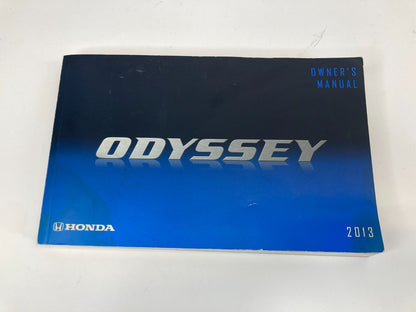 OWNER'S
MANUAL
ODYSSEY
HONDA
2013